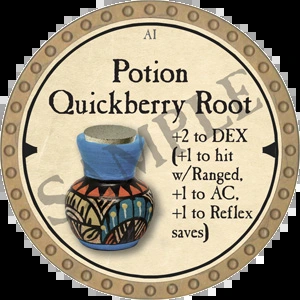 AI
Potion
Quickberry Root
+2 to DEX
(+1 to hit
w/Ranged,
+1 to AC,
+1 to Reflex
saves)
SAMPLE